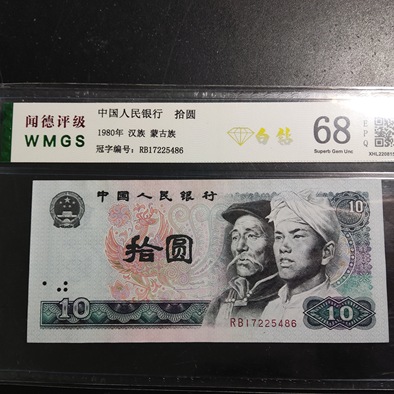 闻德评级
WMGS
中国人民银行 拾圆
1980年 汉族 蒙古族
冠字编号: RB17225486
白钻
68
Superb Gem Unc
E
P
Q
中国人民银行
10
拾圆
10
RB17225486
10